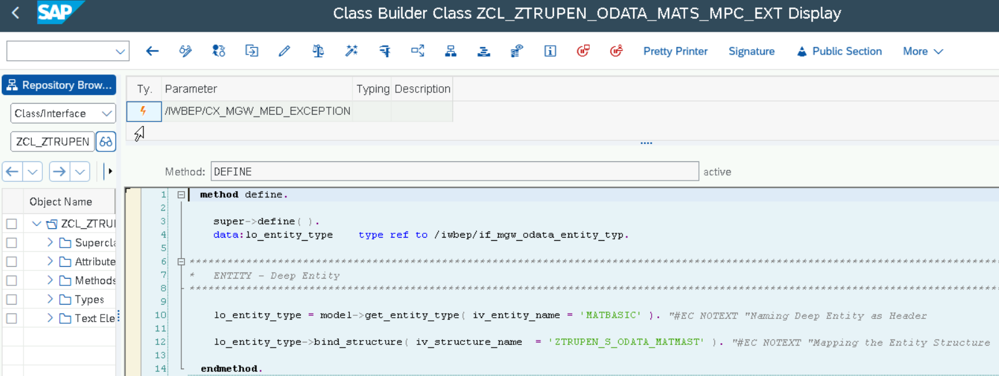 SAP Class Builder Class ZCL_ZTRUPEN_ODATA_MATS_MPC_EXT Display
Pretty Printer Signature Public Section More
Repository Brow...
Ty. Parameter Typing Description
Class/Interface
/IWBEP/CX_MGW_MED_EXCEPTION
ZCL_ZTRUPEN
Method: DEFINE active
Object Name
ZCL_ZTRUI
Supercla
Attribute
Methods
Types
Text Ele
1 method define.
2
3 super->define( ).
4 data:lo_entity_type type ref to /iwbep/if_mgw_odata_entity_typ.
5
6 ********************************************************************************************************************************
7 * ENTITY – Deep Entity
8 ********************************************************************************************************************************
9
10 lo_entity_type = model->get_entity_type( iv_entity_name = 'MATBASIC' ). "#EC NOTEXT "Naming Deep Entity as Header
11
12 lo_entity_type->bind_structure( iv_structure_name = 'ZTRUPEN_S_ODATA_MATMAST' ). "#EC NOTEXT "Mapping the Entity Structure
13
14 endmethod.